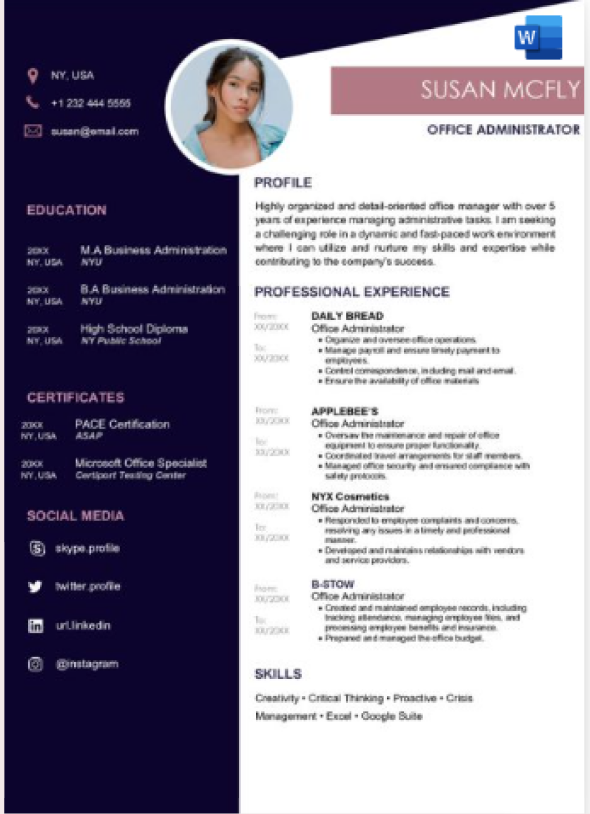 W
NY, USA
+1 232 444 5555
susan@email.com
SUSAN MCFLY
OFFICE ADMINISTRATOR
EDUCATION
20XX
NY, USA
M.A Business Administration
NYU
20XX
NY, USA
B.A Business Administration
NYU
20XX
NY, USA
High School Diploma
NY Public School
CERTIFICATES
20XX
NY, USA
PACE Certification
ASAP
20XX
NY, USA
Microsoft Office Specialist
Certiport Testing Center
SOCIAL MEDIA
skype.profile
twitter.profile
url.linkedin
@instagram
PROFILE
Highly organized and detail-oriented office manager with over 5
years of experience managing administrative tasks. I am seeking
a challenging role in a dynamic and fast-paced work environment
where I can utilize and nurture my skills and expertise while
contributing to the company's success.
PROFESSIONAL EXPERIENCE
From:
XX/20XX
To:
XX/20XX
DAILY BREAD
Office Administrator
• Organize and oversee office operations.
• Manage payroll and ensure timely payment to
employees.
• Control correspondence, including mail and email.
• Ensure the availability of office materials
From:
XX/20XX
To:
XX/20XX
APPLEBEE'S
Office Administrator
• Oversaw the maintenance and repair of office
equipment to ensure proper functionality.
• Coordinated travel arrangements for staff members.
• Managed office security and ensured compliance with
safety protocols.
From:
XX/20XX
To:
XX/20XX
NYX Cosmetics
Office Administrator
• Responded to employee complaints and concerns,
resolving any issues in a timely and professional
manner.
• Developed and maintains relationships with vendors
and service providers.
From:
XX/20XX
To:
XX/20XX
B-STOW
Office Administrator
• Created and maintained employee records, including
tracking attendance, managing employee files, and
processing employee benefits and insurance.
• Prepared and managed the office budget.
SKILLS
Creativity • Critical Thinking • Proactive • Crisis
Management • Excel • Google Suite